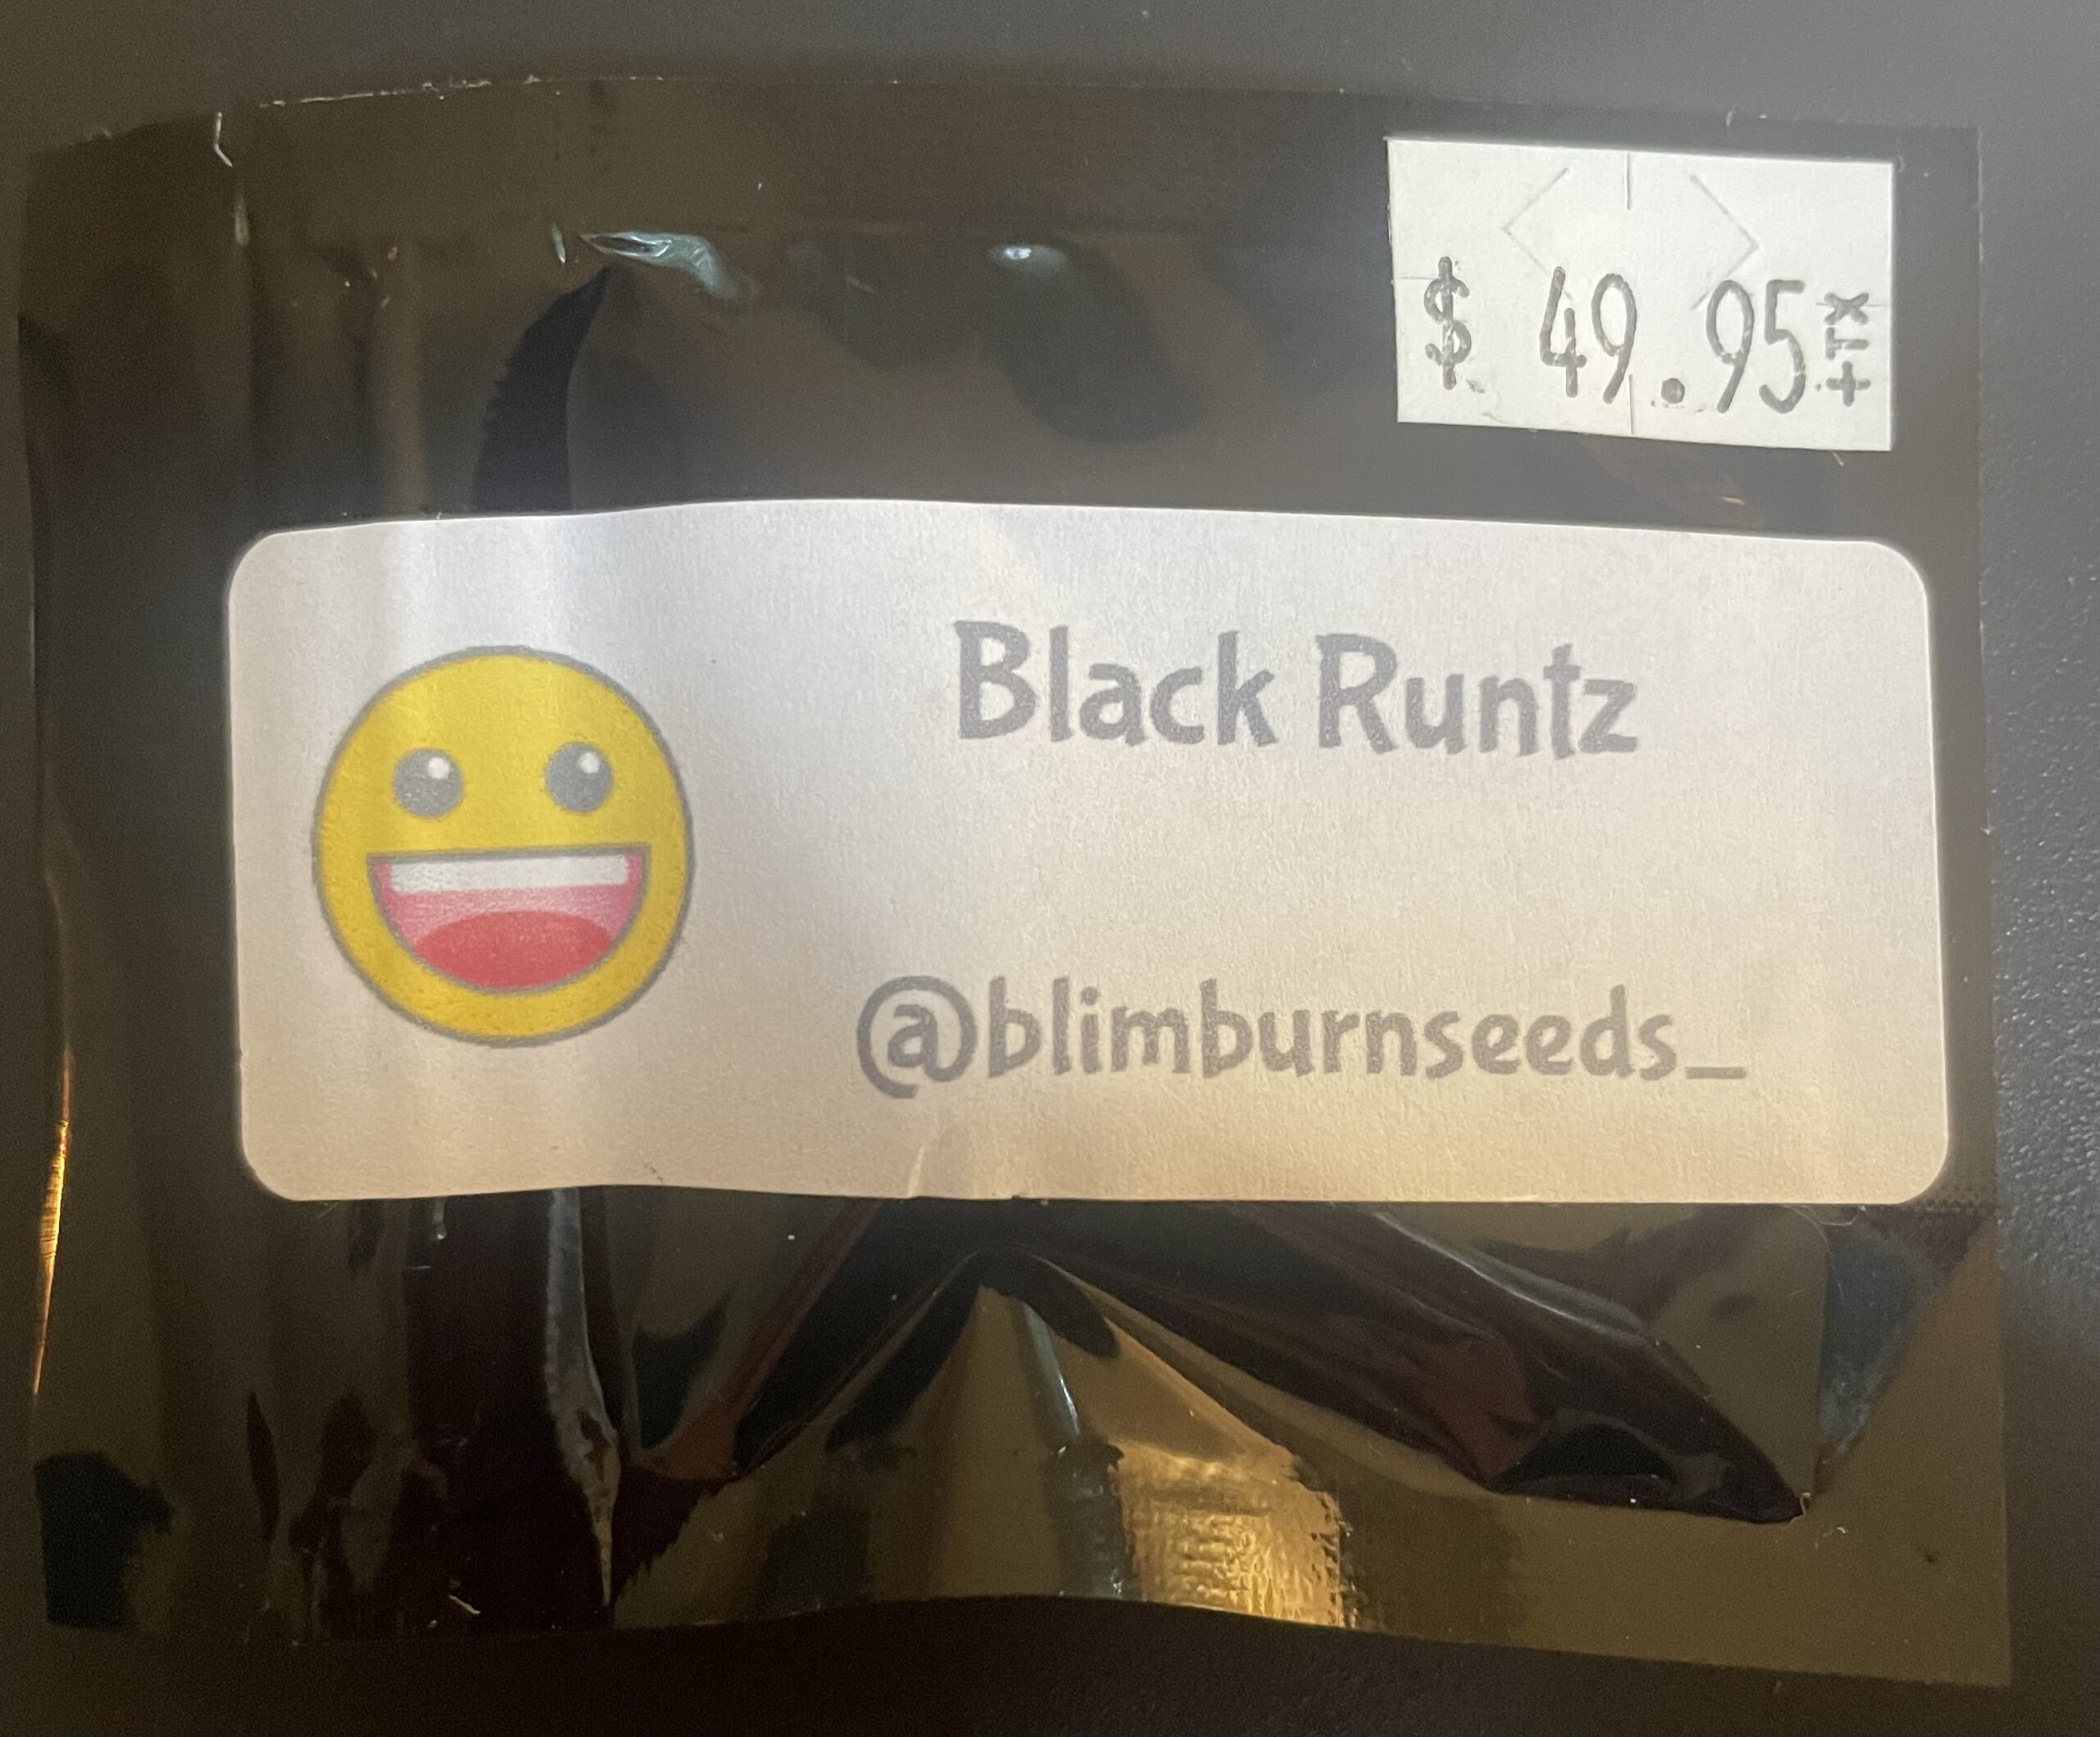 $ 49.95 +TX
Black Runtz
@blimburnseeds_